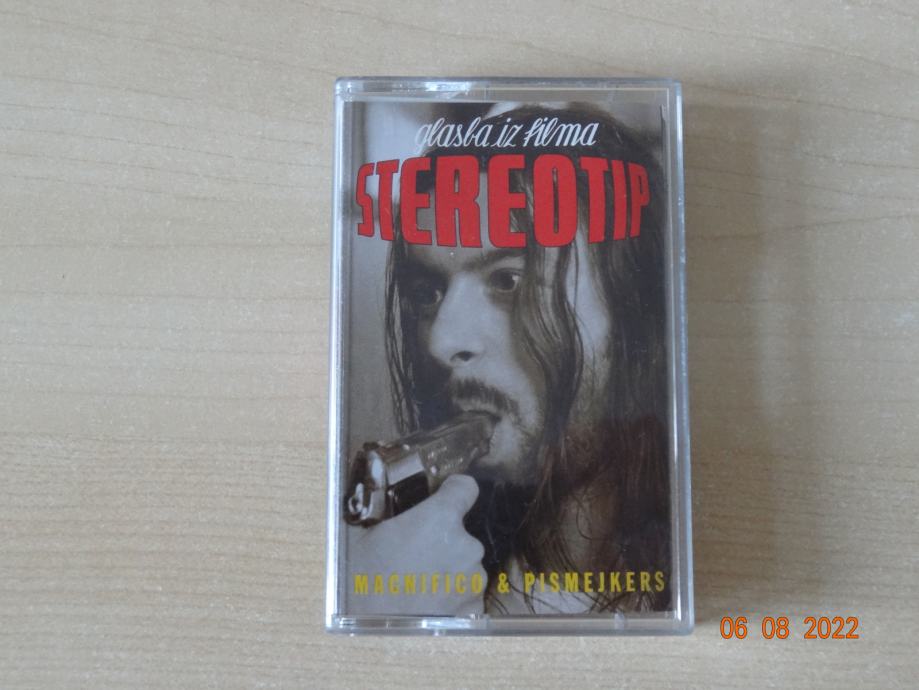 glasba iz filma
STEREOTIP
MAGNIFICO & PISMEJKERS
06 08 2022